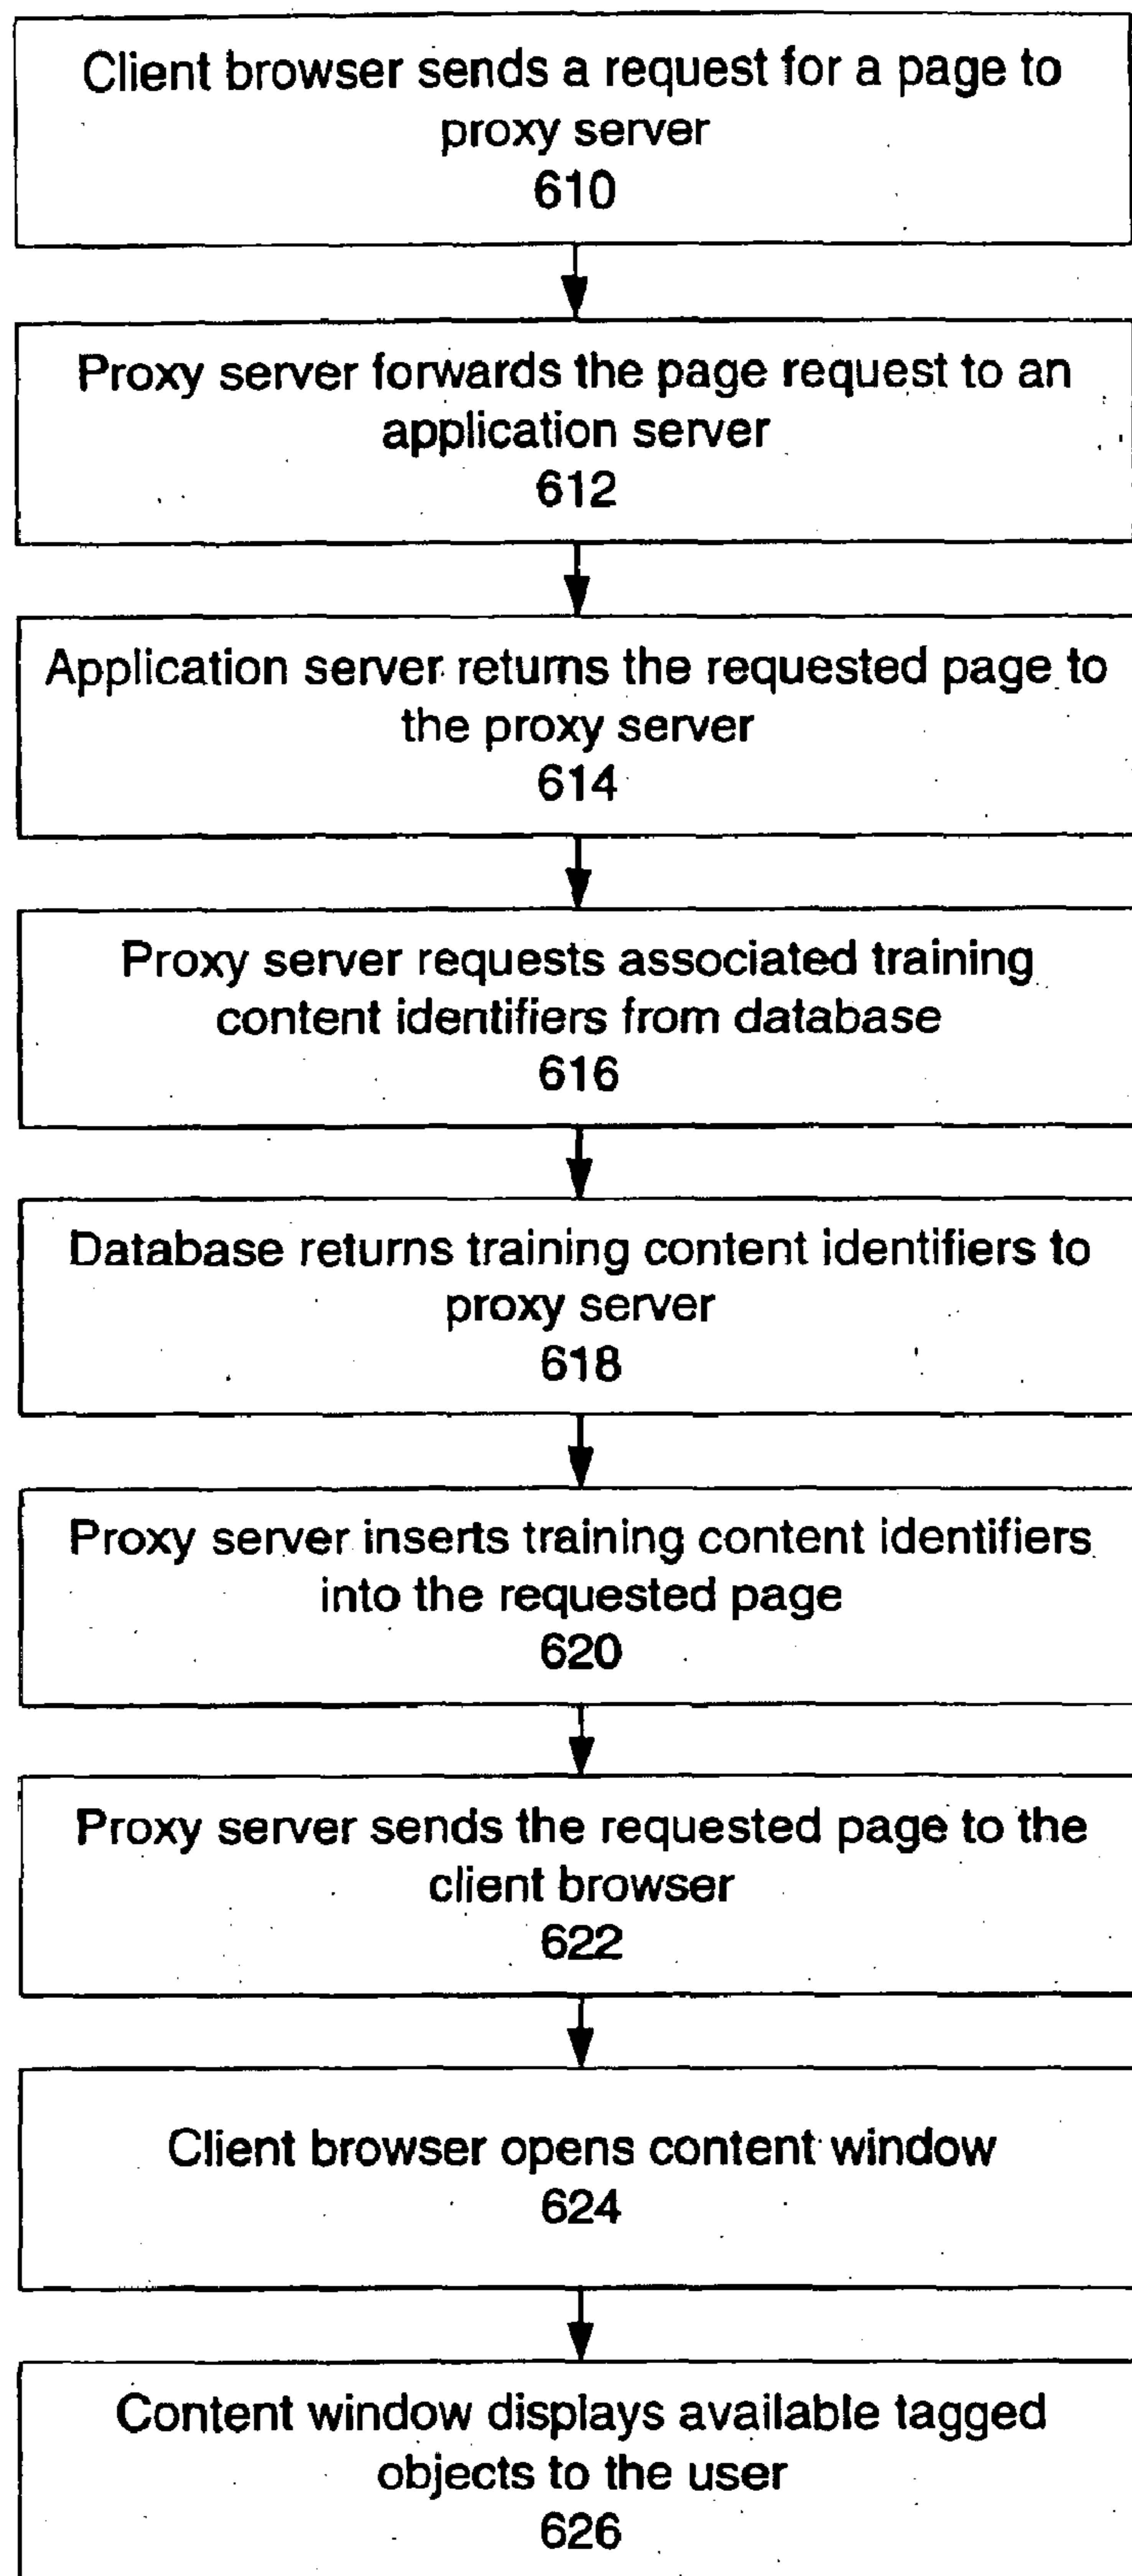 Client browser sends a request for a page to
proxy server
610
Proxy server forwards the page request to an
application server
612
Application server returns the requested page to
the proxy server
614
Proxy server requests associated training
content identifiers from database
616
Database returns training content identifiers to
proxy server
618
Proxy server inserts training content identifiers
into the requested page
620
Proxy server sends the requested page to the
client browser
622
Client browser opens content window
624
Content window displays available tagged
objects to the user
626